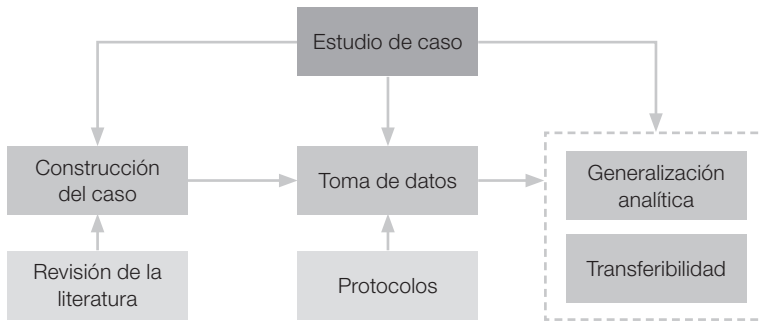 Estudio de caso
Construcción
del caso
Toma de datos
Generalización
analítica
Revisión de la
literatura
Protocolos
Transferibilidad